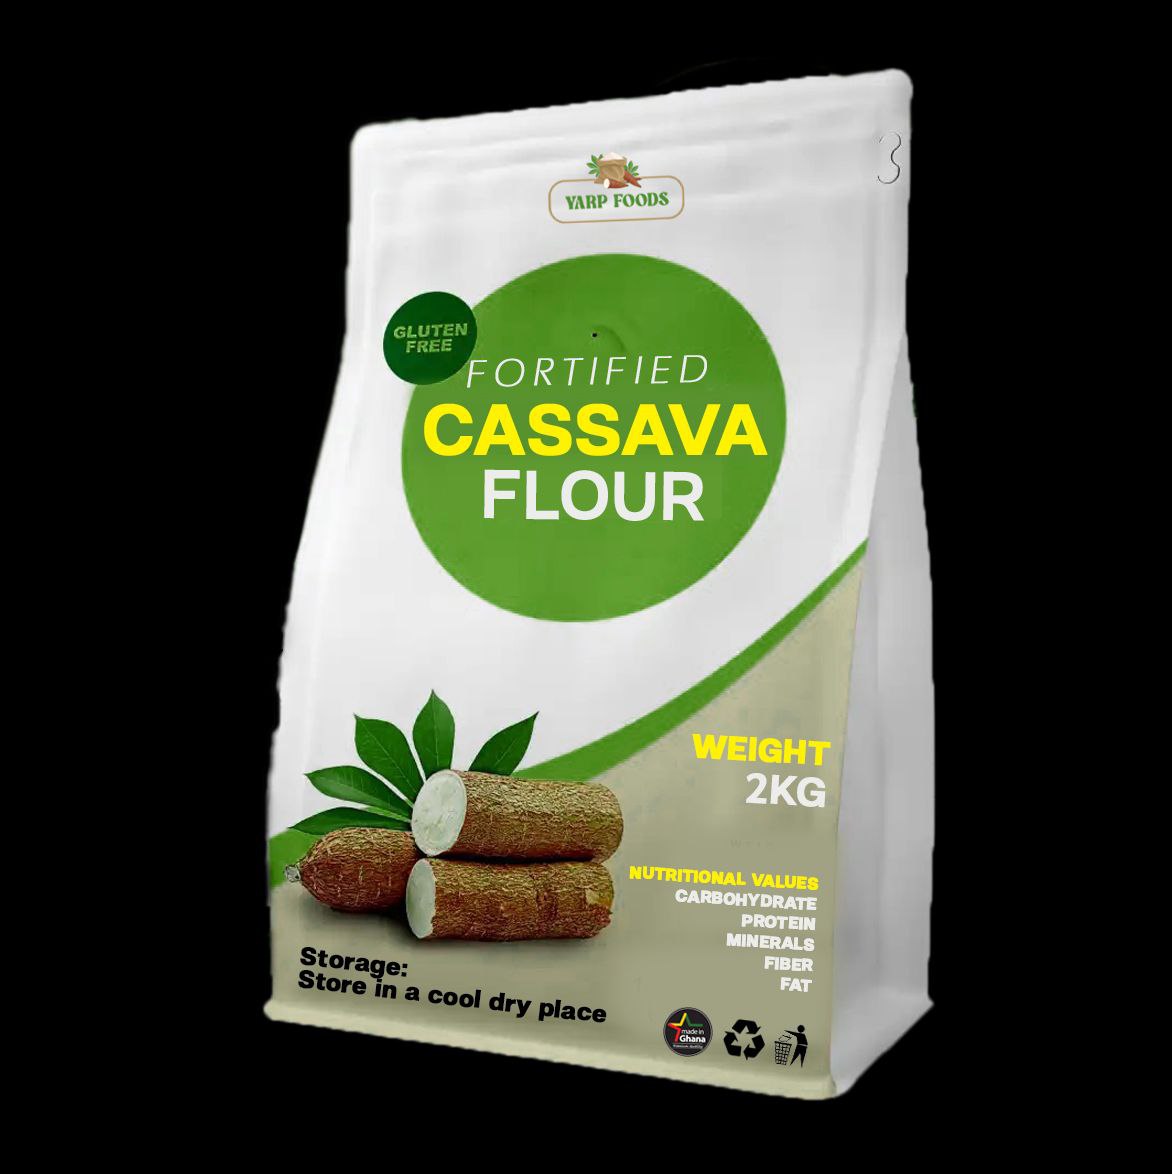 YARP FOODS
GLUTEN
FREE
FORTIFIED
CASSAVA
FLOUR
WEIGHT
2KG
NUTRITIONAL VALUES
CARBOHYDRATE
PROTEIN
MINERALS
FIBER
FAT
Storage:
Store in a cool dry place
made in
Ghana